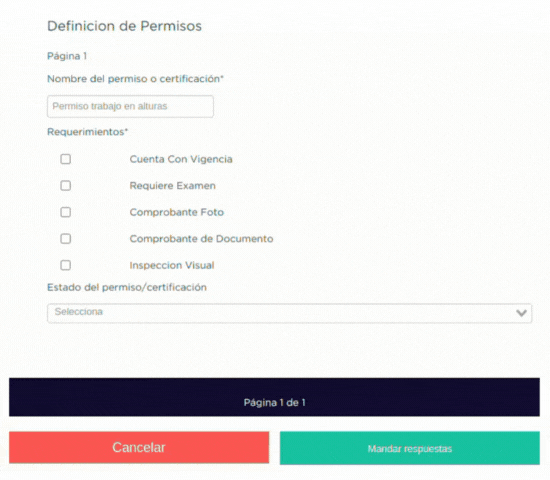 Definicion de Permisos
Página 1
Nombre del permiso o certificación*
Permiso trabajo en alturas
Requerimientos*
Cuenta Con Vigencia
Requiere Examen
Comprobante Foto
Comprobante de Documento
Inspeccion Visual
Estado del permiso/certificación
Selecciona
Página 1 de 1
Cancelar
Mandar respuestas